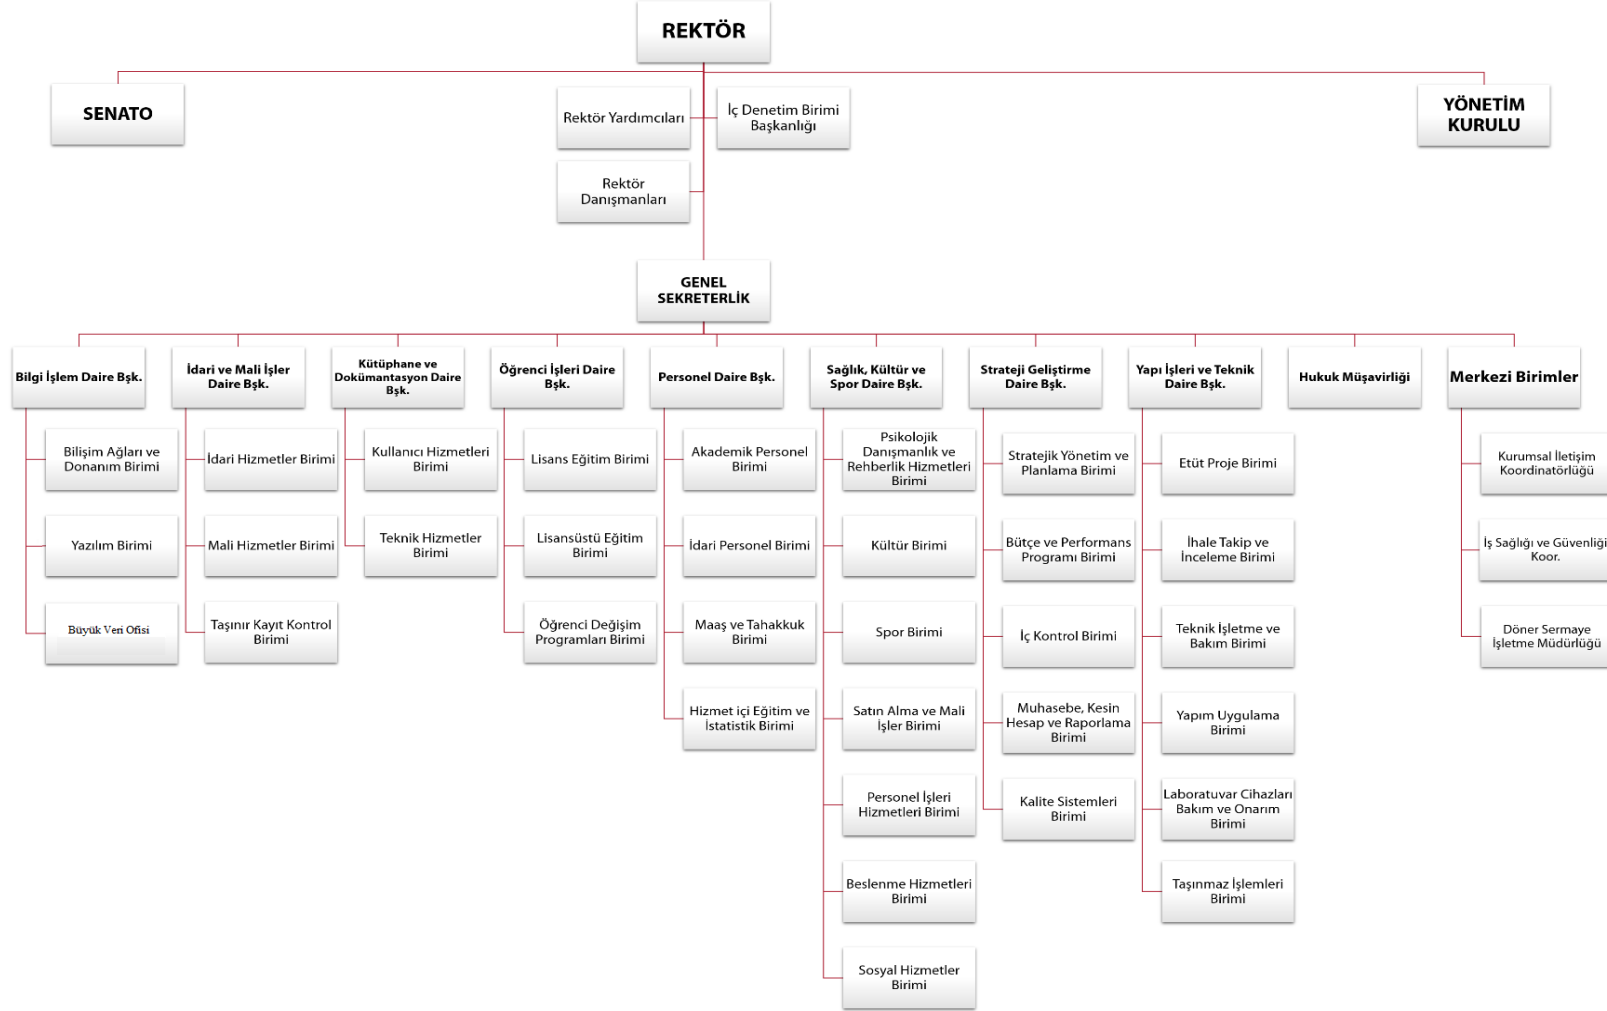 REKTÖR
SENATO
Rektör Yardımcıları
İç Denetim Birimi
Başkanlığı
YÖNETİM
KURULU
Rektör
Danışmanları
GENEL
SEKRETERLİK
Bilgi İşlem Daire Bşk.
İdari ve Mali İşler
Daire Bşk.
Kütüphane ve
Dokümantasyon Daire
Bşk.
Öğrenci İşleri Daire
Bşk.
Personel Daire Bşk.
Sağlık, Kültür ve
Spor Daire Bşk.
Strateji Geliştirme
Daire Bşk.
Yapı İşleri ve Teknik
Daire Bşk.
Hukuk Müşavirliği
Merkezi Birimler
Bilişim Ağları ve
Donanım Birimi
Yazılım Birimi
Büyük Veri Ofisi
İdari Hizmetler Birimi
Mali Hizmetler Birimi
Taşınır Kayıt Kontrol
Birimi
Kullanıcı Hizmetleri
Birimi
Teknik Hizmetler
Birimi
Lisans Eğitim Birimi
Lisansüstü Eğitim
Birimi
Öğrenci Değişim
Programları Birimi
Akademik Personel
Birimi
İdari Personel Birimi
Maaş ve Tahakkuk
Birimi
Hizmet içi Eğitim ve
İstatistik Birimi
Psikolojik
Danışmanlık ve
Rehberlik Hizmetleri
Birimi
Kültür Birimi
Spor Birimi
Satın Alma ve Mali
İşler Birimi
Personel İşleri
Hizmetleri Birimi
Beslenme Hizmetleri
Birimi
Sosyal Hizmetler
Birimi
Stratejik Yönetim ve
Planlama Birimi
Bütçe ve Performans
Programı Birimi
İç Kontrol Birimi
Muhasebe, Kesin
Hesap ve Raporlama
Birimi
Kalite Sistemleri
Birimi
Etüt Proje Birimi
İhale Takip ve
İnceleme Birimi
Teknik İşletme ve
Bakım Birimi
Yapım Uygulama
Birimi
Laboratuvar Cihazları
Bakım ve Onarım
Birimi
Taşınmaz İşlemleri
Birimi
Kurumsal İletişim
Koordinatörlüğü
İş Sağlığı ve Güvenliği
Koor.
Döner Sermaye
İşletme Müdürlüğü